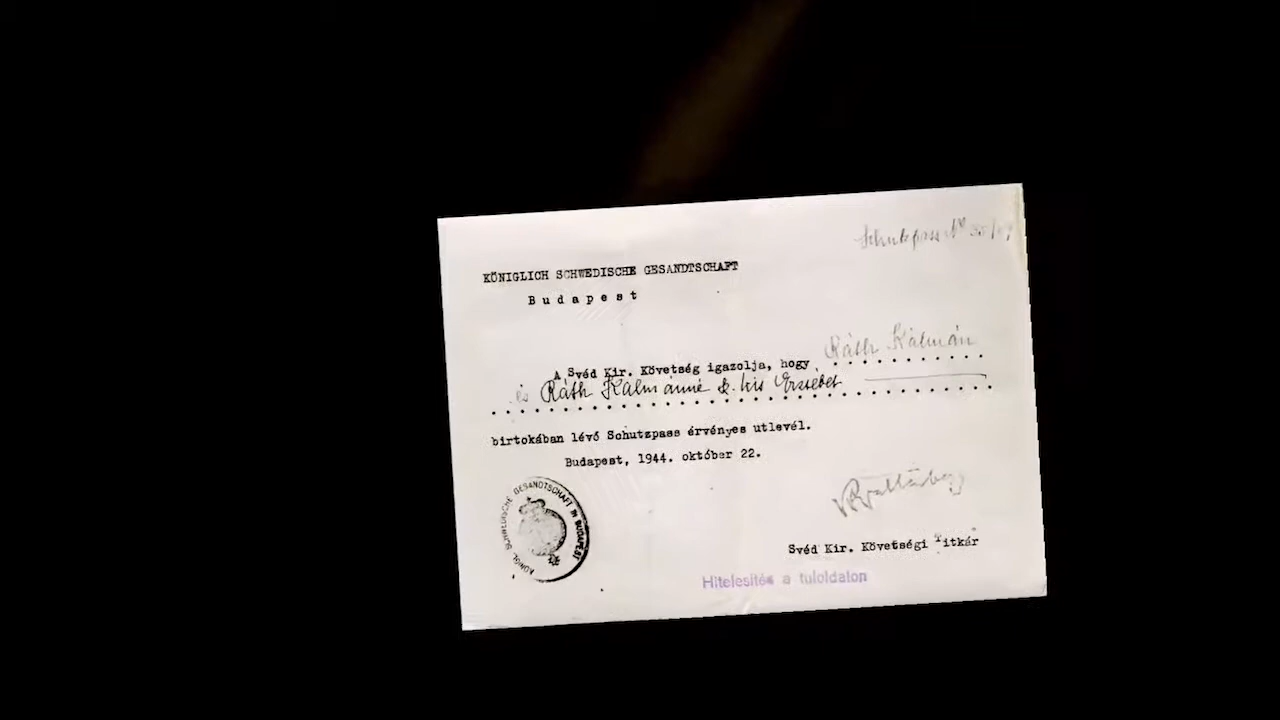 Schutzpass Nº
KÖNIGLICH SCHWEDISCHE GESANDTSCHAFT
Budapest
A Svéd Kir. Követség igazolja, hogy Ráth Kálmán
és Ráth Kálmánné Erzsébet
birtokában lévő Schutzpass érvényes utlevél.
Budapest, 1944. október 22.
KÖNIGL. SCHWEDISCHE GESANDTSCHAFT IN BUDAPEST
Svéd Kir. Követségi Titkár
Hitelesítés a tuloldalon